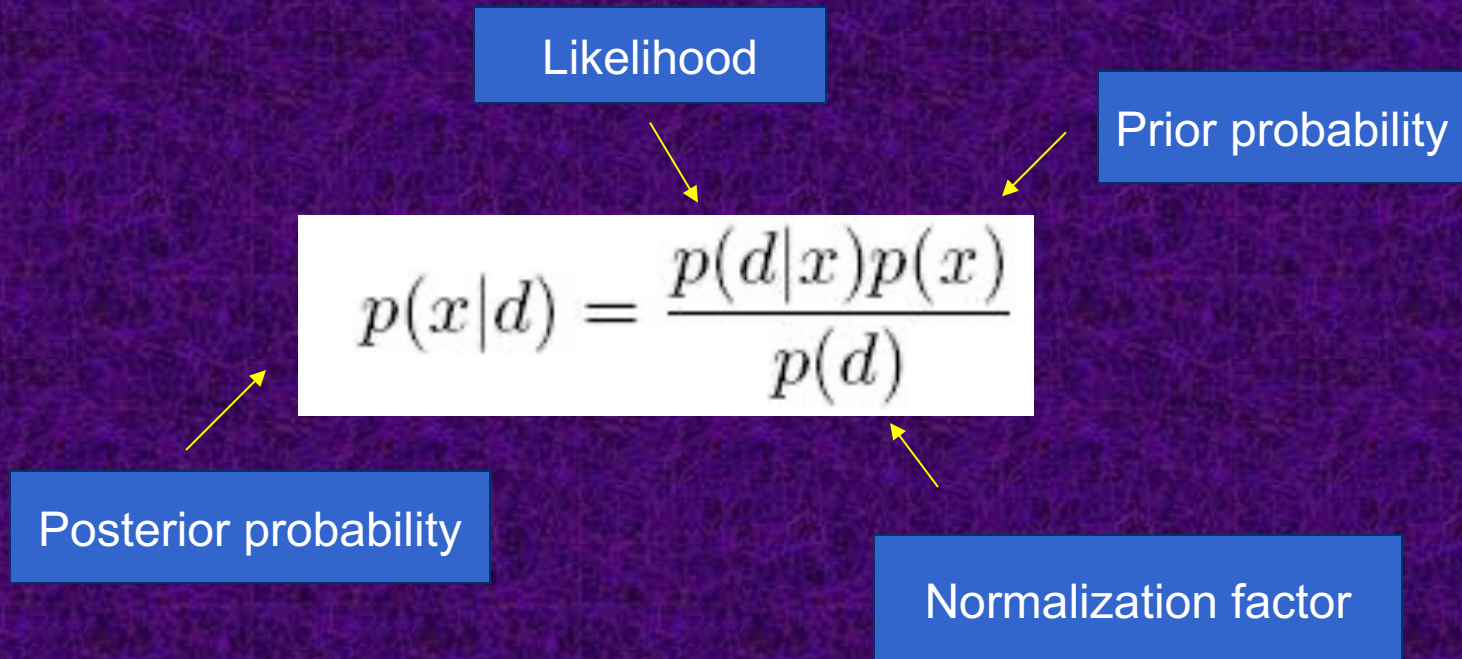 Likelihood
Prior probability
p(x|d) = p(d|x)p(x) / p(d)
Posterior probability
Normalization factor